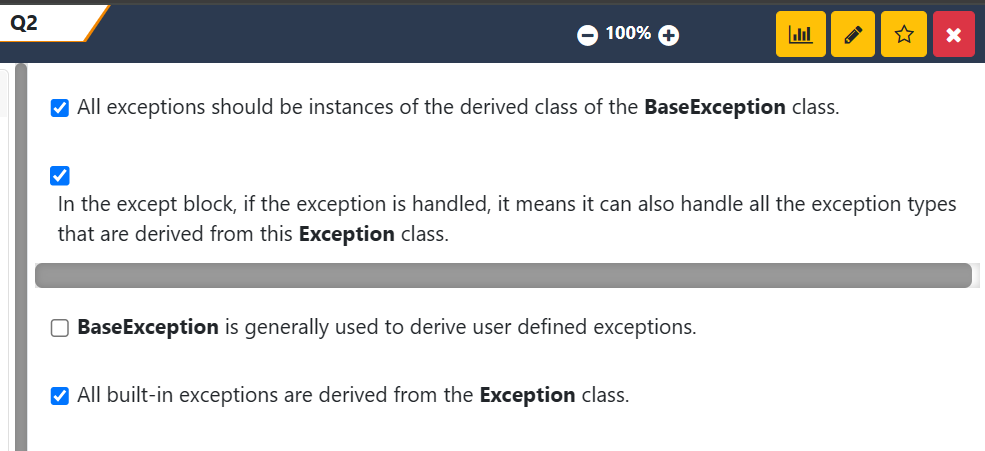 Q2
100%
All exceptions should be instances of the derived class of the BaseException class.
In the except block, if the exception is handled, it means it can also handle all the exception types
that are derived from this Exception class.
BaseException is generally used to derive user defined exceptions.
All built-in exceptions are derived from the Exception class.